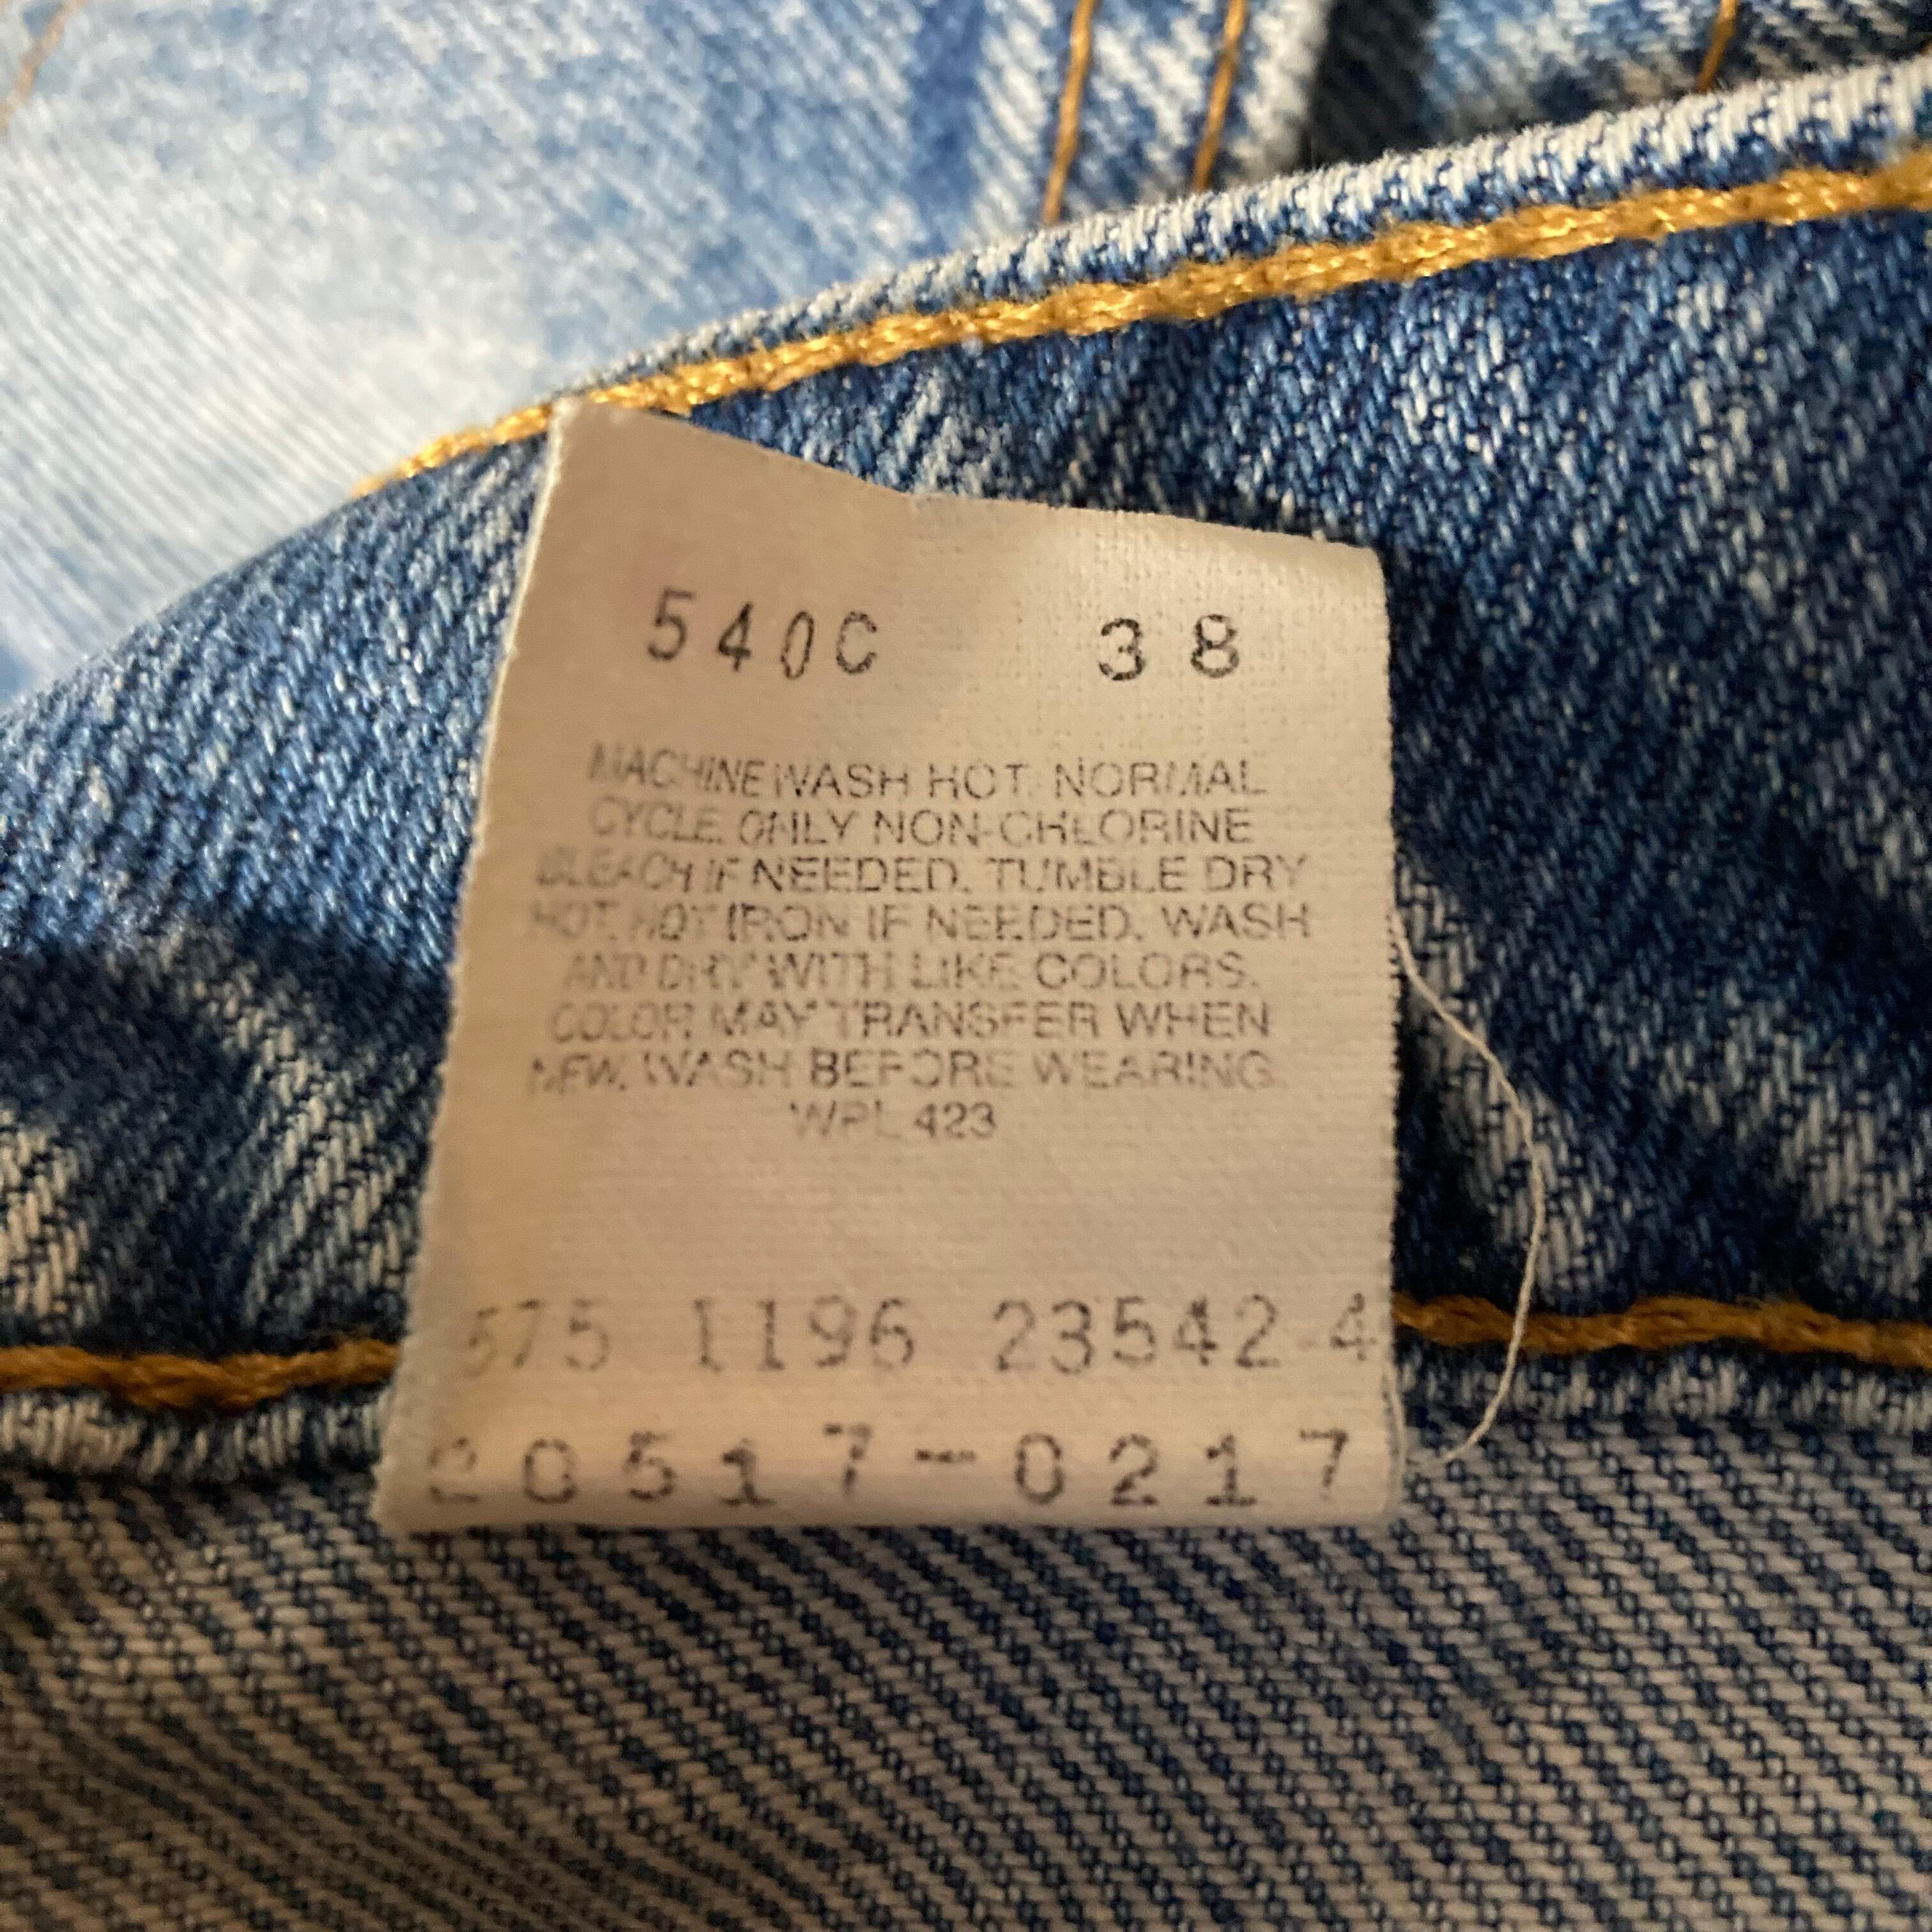 540C 38
MACHINE WASH HOT. NORMAL
CYCLE. ONLY NON-CHLORINE
BLEACH IF NEEDED. TUMBLE DRY
HOT. HOT IRON IF NEEDED. WASH
AND DRY WITH LIKE COLORS.
COLOR MAY TRANSFER WHEN
NEW. WASH BEFORE WEARING.
WPL 423
575 1196 23542-4
20517-0217